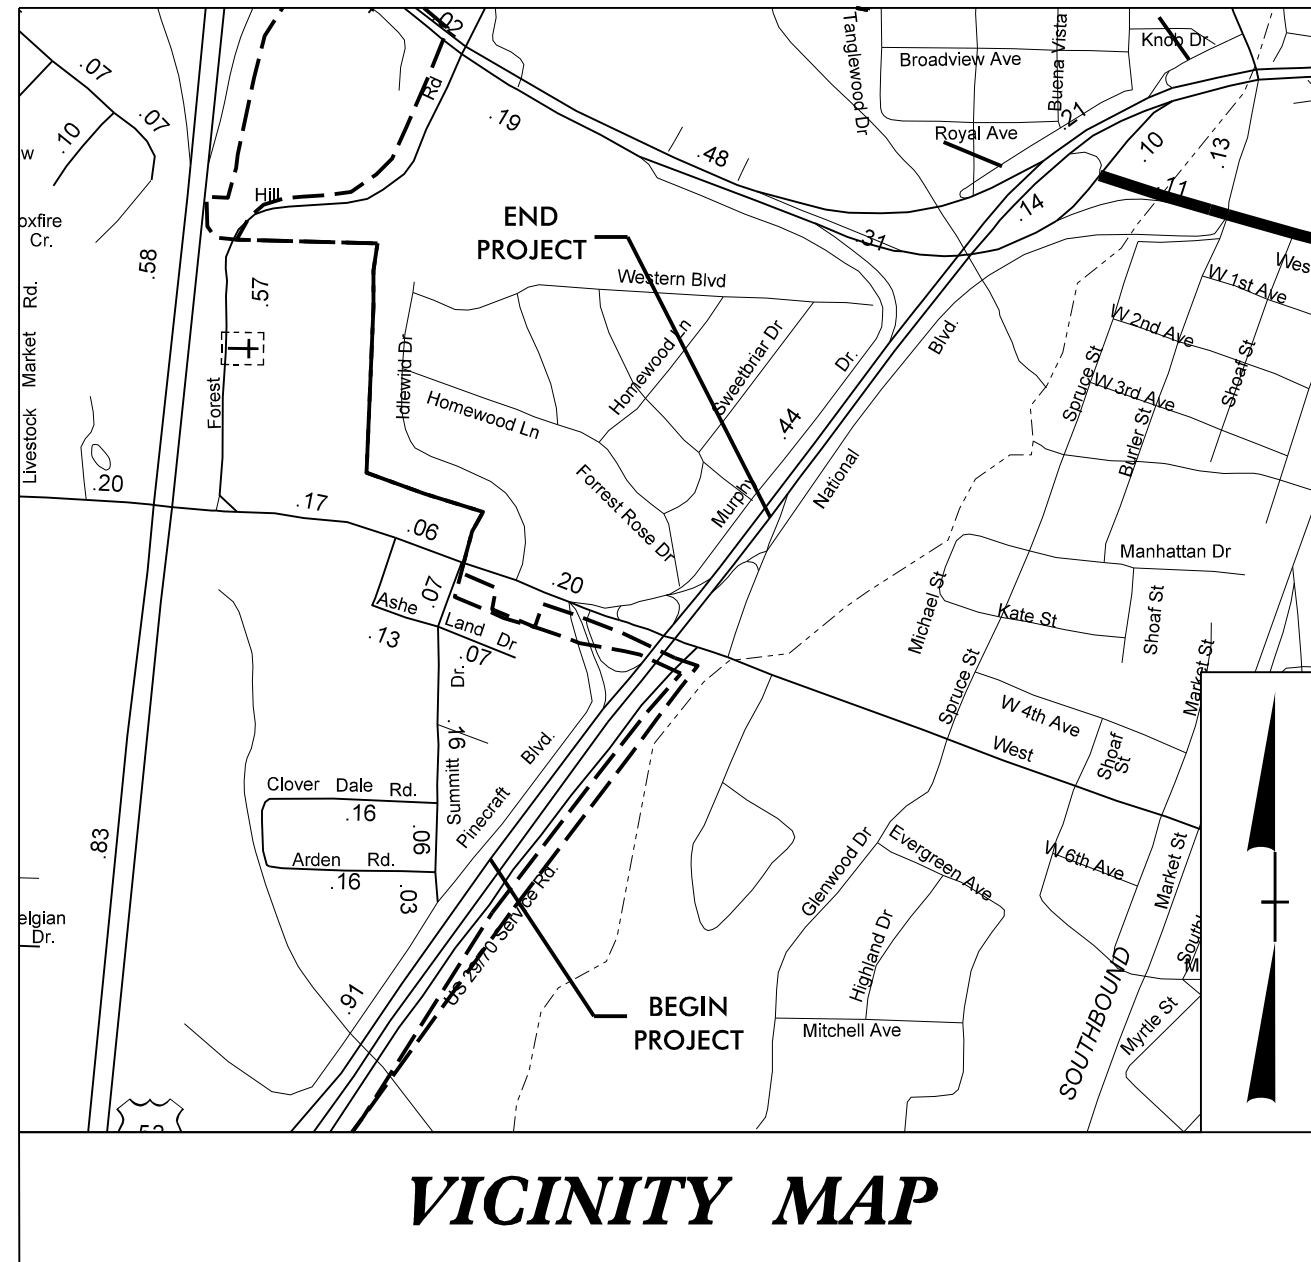 .02
Tanglewood Dr
Broadview Ave
Buena Vista
Knob Dr
.07
.07
.10
Rd
.19
.48
.21
Royal Ave
.10
.13
w
Hill
.11
.14
oxfire
Cr.
.58
END
PROJECT
.31
Wes
.57
Western Blvd
W 1st Ave
Livestock Market Rd.
Forest
Idlewild Dr
Homewood Ln
Homewood Ln
Sweetbriar Dr
Dr.
.44
Blvd.
W 2nd Ave
Spruce St
W 3rd Ave
Shoaf St
Burler St
.20
.17
.06
Forrest Rose Dr
Murphy
National
Manhattan Dr
.20
.07
Ashe
Land Dr
.13
.07
Michael St
Kate St
Shoaf St
Market St
Dr.
Spruce St
.16
Summitt
W 4th Ave
West
Shoaf
St
Blvd.
Pinecraft
Clover Dale Rd.
.16
.06
Arden Rd.
.16
.03
.83
Glenwood Dr
Evergreen Ave
W 6th Ave
Market St
US 29/70 Service Rd.
elgian
Dr.
Highland Dr
South
M
.91
BEGIN
PROJECT
Mitchell Ave
SOUTHBOUND
Myrtle St
52
VICINITY MAP